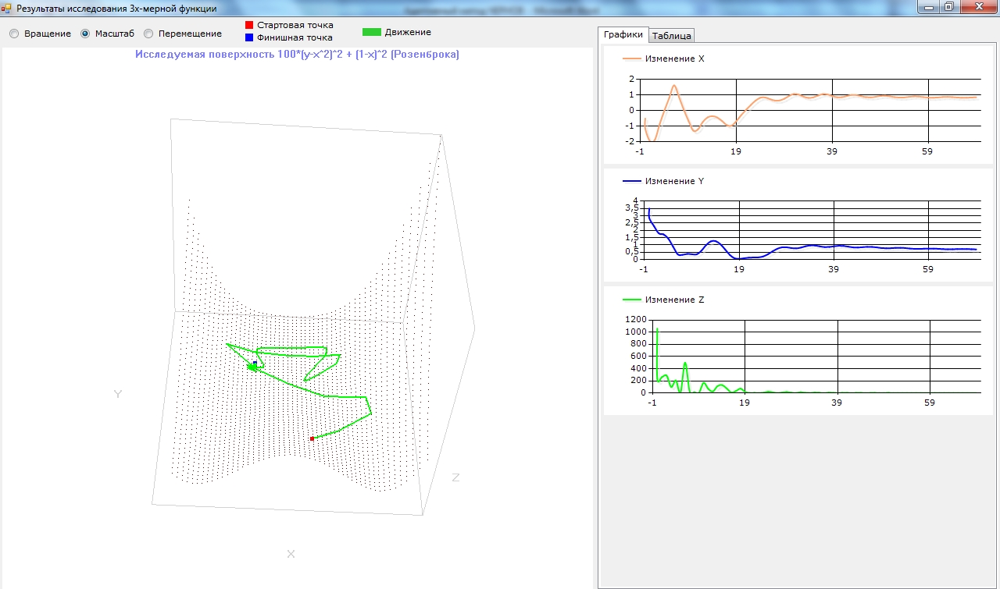 Результаты исследования 3х-мерной функции
Вращение Масштаб Перемещение
Стартовая точка
Финишная точка
Движение
Исследуемая поверхность 100*(y-x^2)^2 + (1-x)^2 (Розенброка)
Y
Z
X
Графики Таблица
Изменение X
2
1
0
-1
-2
-1 19 39 59
Изменение Y
4
3,5
3
2,5
2
1,5
1
0,5
0
-1 19 39 59
Изменение Z
1200
1000
800
600
400
200
0
-1 19 39 59